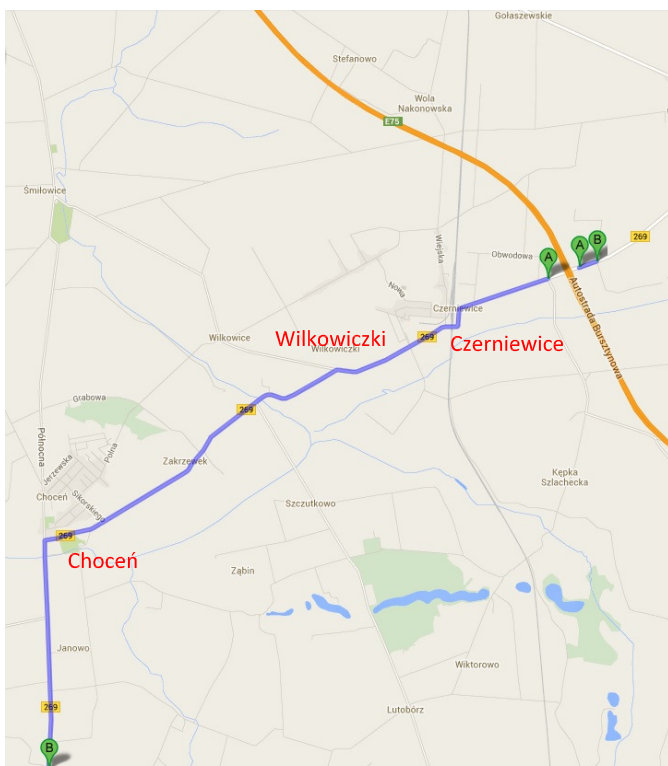 Gołaszewskie
Stefanowo
Wola
Nakonowska
E75
Śmiłowice
Wiejska
Obwodowa
A
A
B
269
Nowa
Autostrada Bursztynowa
Czerniewice
Wilkowice
Wilkowiczki
Wilkowiczki
269
Czerniewice
Grabowa
269
Północna
Polna
Jerzewska
Zakrzewek
Kępka
Szlachecka
Choceń
Sikorskiego
Szczutkowo
269
Choceń
Ząbin
Janowo
Wiktorowo
269
Lutobórz
B